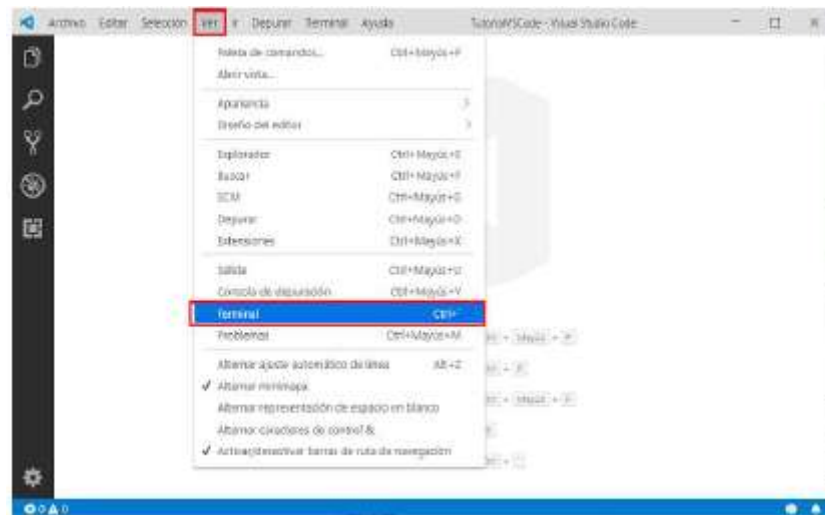 Archivo Editar Selección Ver Ir Depurar Terminal Ayuda TutorialVSCode - Visual Studio Code
Paleta de comandos... Ctrl+Mayús+P
Abrir vista...
Apariencia
Diseño del editor
Explorador Ctrl+Mayús+E
Buscar Ctrl+Mayús+F
SCM Ctrl+Mayús+G
Depurar Ctrl+Mayús+D
Extensiones Ctrl+Mayús+X
Salida Ctrl+Mayús+U
Consola de depuración Ctrl+Mayús+Y
Terminal Ctrl+`
Problemas Ctrl+Mayús+M
+ Mayús + P
Alternar ajuste automático de línea Alt+Z
+ P
Alternar minimapa
+ Mayús + F
Alternar representación de espacio en blanco
Alternar caracteres de control &
Activar/desactivar barras de ruta de navegación
0 0